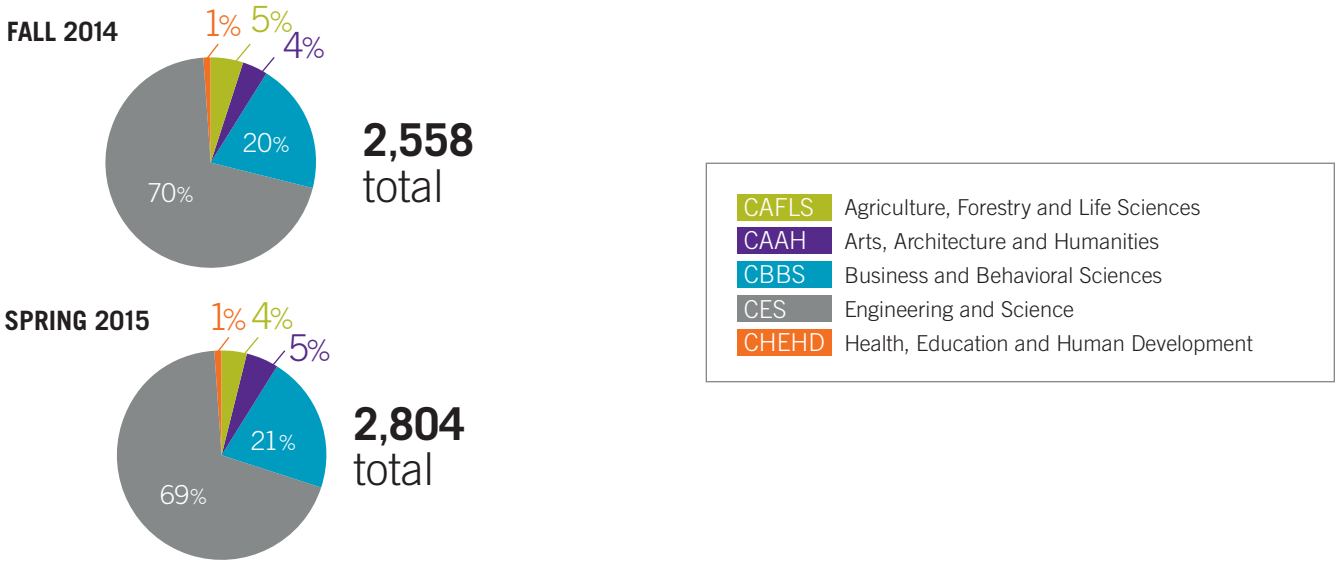 FALL 2014
1% 5%
4%
20%
70%
2,558
total
SPRING 2015
1% 4%
5%
21%
69%
2,804
total
CAFLS Agriculture, Forestry and Life Sciences
CAAH Arts, Architecture and Humanities
CBBS Business and Behavioral Sciences
CES Engineering and Science
CHEHD Health, Education and Human Development